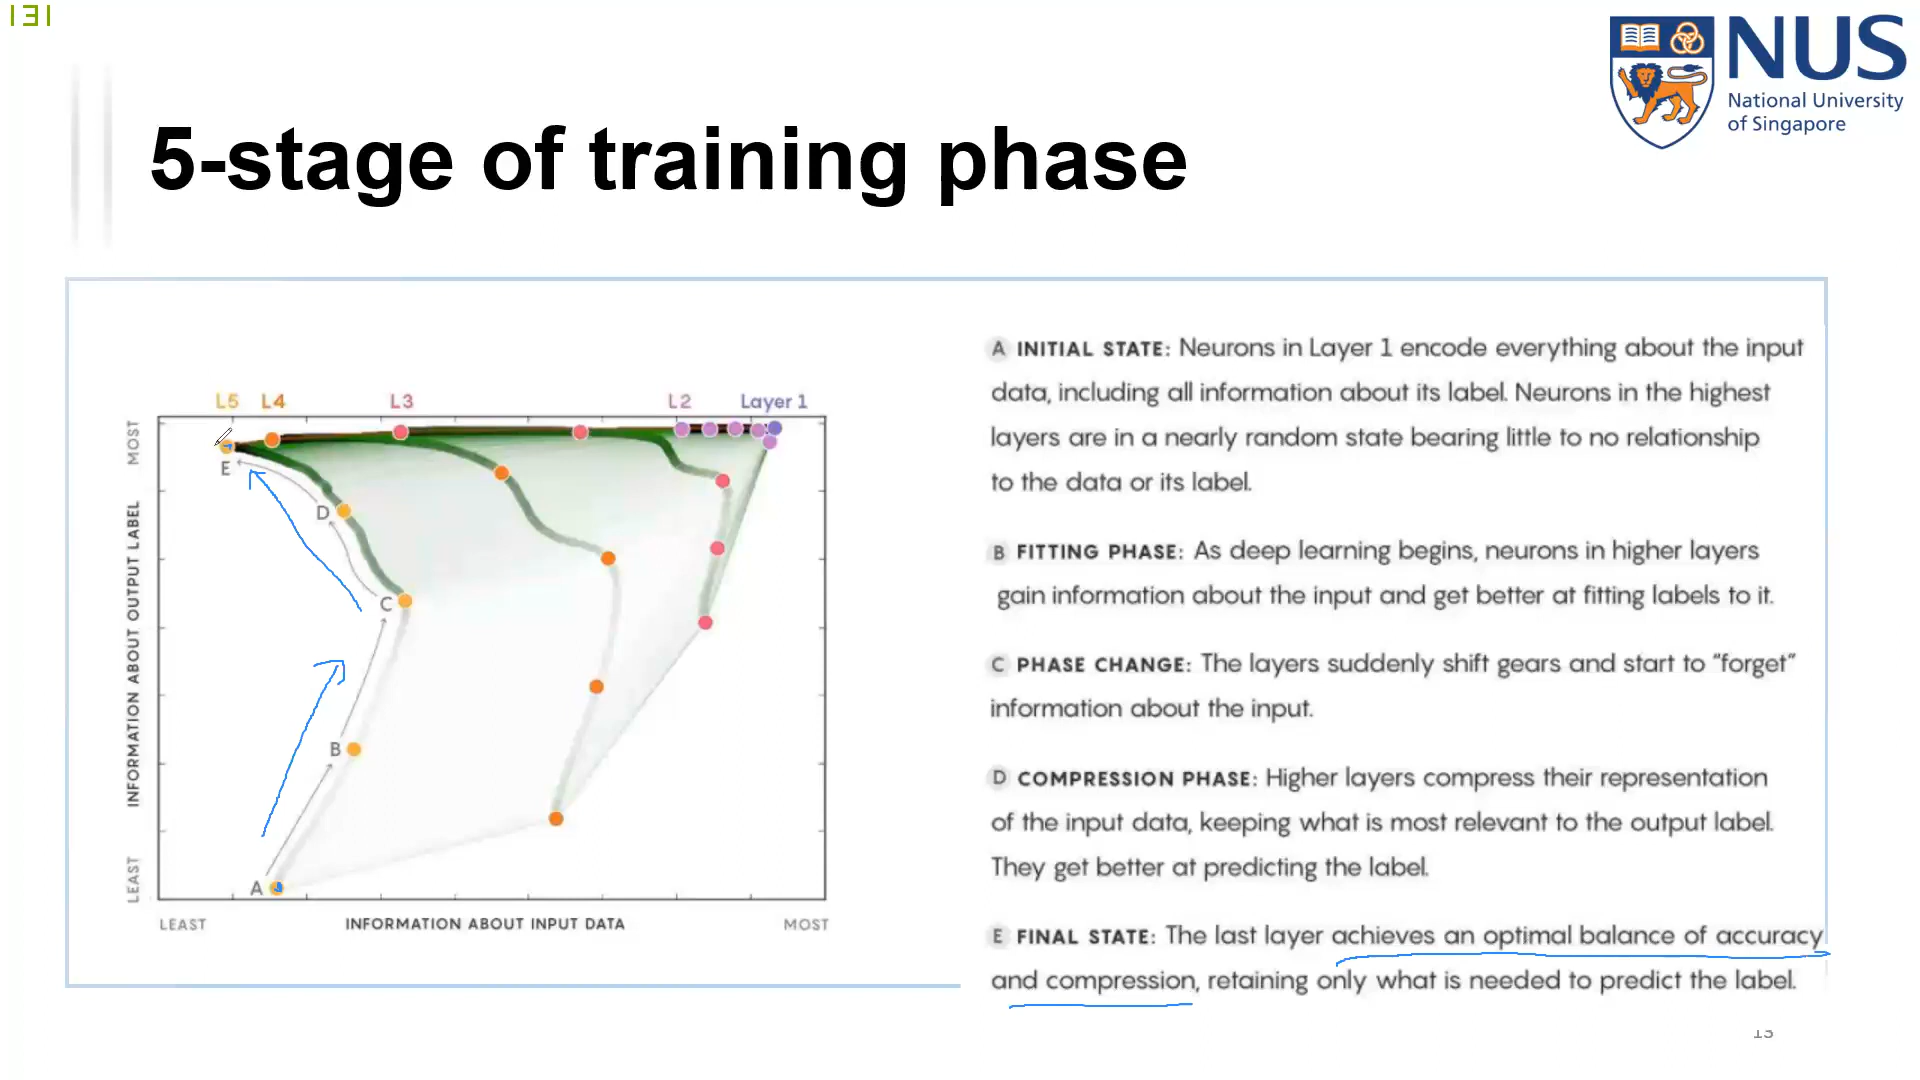 NUS
National University
of Singapore
5-stage of training phase
L5 L4 L3 L2 Layer 1
MOST
INFORMATION ABOUT OUTPUT LABEL
LEAST
E
D
C
B
A
LEAST INFORMATION ABOUT INPUT DATA MOST
A INITIAL STATE: Neurons in Layer 1 encode everything about the input
data, including all information about its label. Neurons in the highest
layers are in a nearly random state bearing little to no relationship
to the data or its label.
B FITTING PHASE: As deep learning begins, neurons in higher layers
gain information about the input and get better at fitting labels to it.
C PHASE CHANGE: The layers suddenly shift gears and start to “forget”
information about the input.
D COMPRESSION PHASE: Higher layers compress their representation
of the input data, keeping what is most relevant to the output label.
They get better at predicting the label.
E FINAL STATE: The last layer achieves an optimal balance of accuracy
and compression, retaining only what is needed to predict the label.